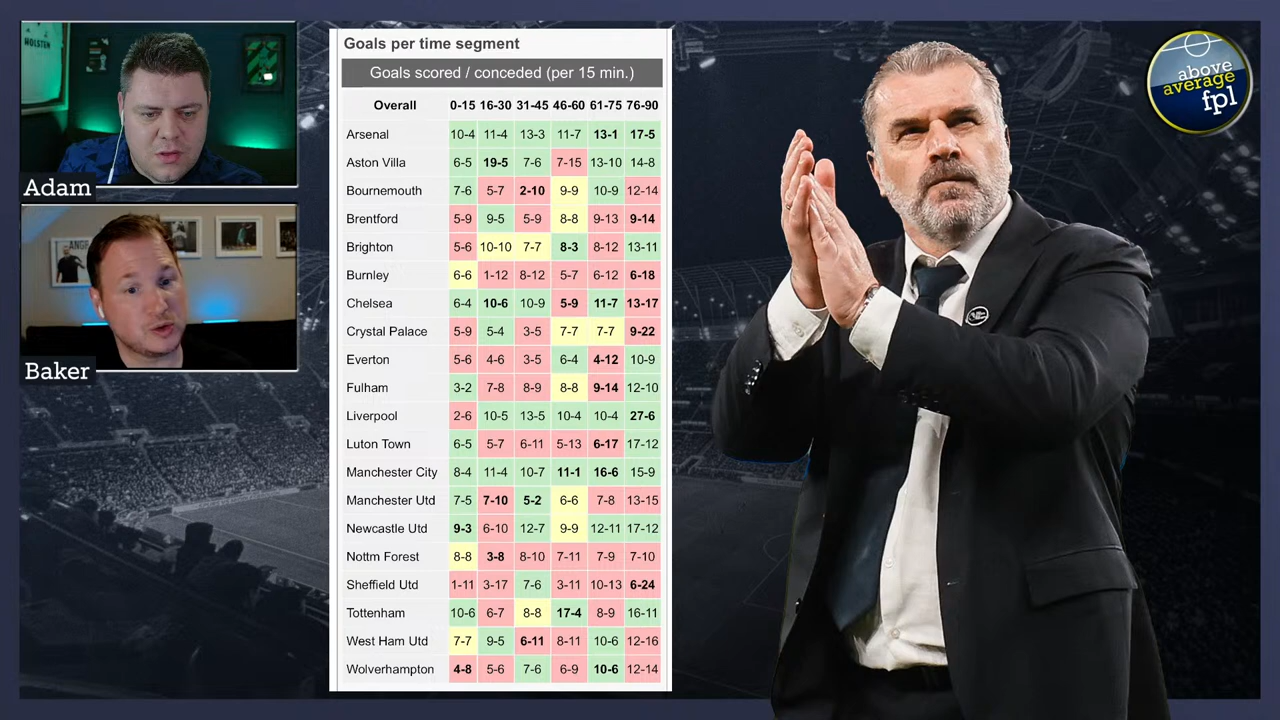 HOLSTEN
Adam
ANGE
Baker
Goals per time segment
Goals scored / conceded (per 15 min.)
Overall 0-15 16-30 31-45 46-60 61-75 76-90
Arsenal 10-4 11-4 13-3 11-7 13-1 17-5
Aston Villa 6-5 19-5 7-6 7-15 13-10 14-8
Bournemouth 7-6 5-7 2-10 9-9 10-9 12-14
Brentford 5-9 9-5 5-9 8-8 9-13 9-14
Brighton 5-6 10-10 7-7 8-3 8-12 13-11
Burnley 6-6 1-12 8-12 5-7 6-12 6-18
Chelsea 6-4 10-6 10-9 5-9 11-7 13-17
Crystal Palace 5-9 5-4 3-5 7-7 7-7 9-22
Everton 5-6 4-6 3-5 6-4 4-12 10-9
Fulham 3-2 7-8 8-9 8-8 9-14 12-10
Liverpool 2-6 10-5 13-5 10-4 10-4 27-6
Luton Town 6-5 5-7 6-11 5-13 6-17 17-12
Manchester City 8-4 11-4 10-7 11-1 16-6 15-9
Manchester Utd 7-5 7-10 5-2 6-6 7-8 13-15
Newcastle Utd 9-3 6-10 12-7 9-9 12-11 17-12
Nottm Forest 8-8 3-8 8-10 7-11 7-9 7-10
Sheffield Utd 1-11 3-17 7-6 3-11 10-13 6-24
Tottenham 10-6 6-7 8-8 17-4 8-9 16-11
West Ham Utd 7-7 9-5 6-11 8-11 10-6 12-16
Wolverhampton 4-8 5-6 7-6 6-9 10-6 12-14
above
average
fpl